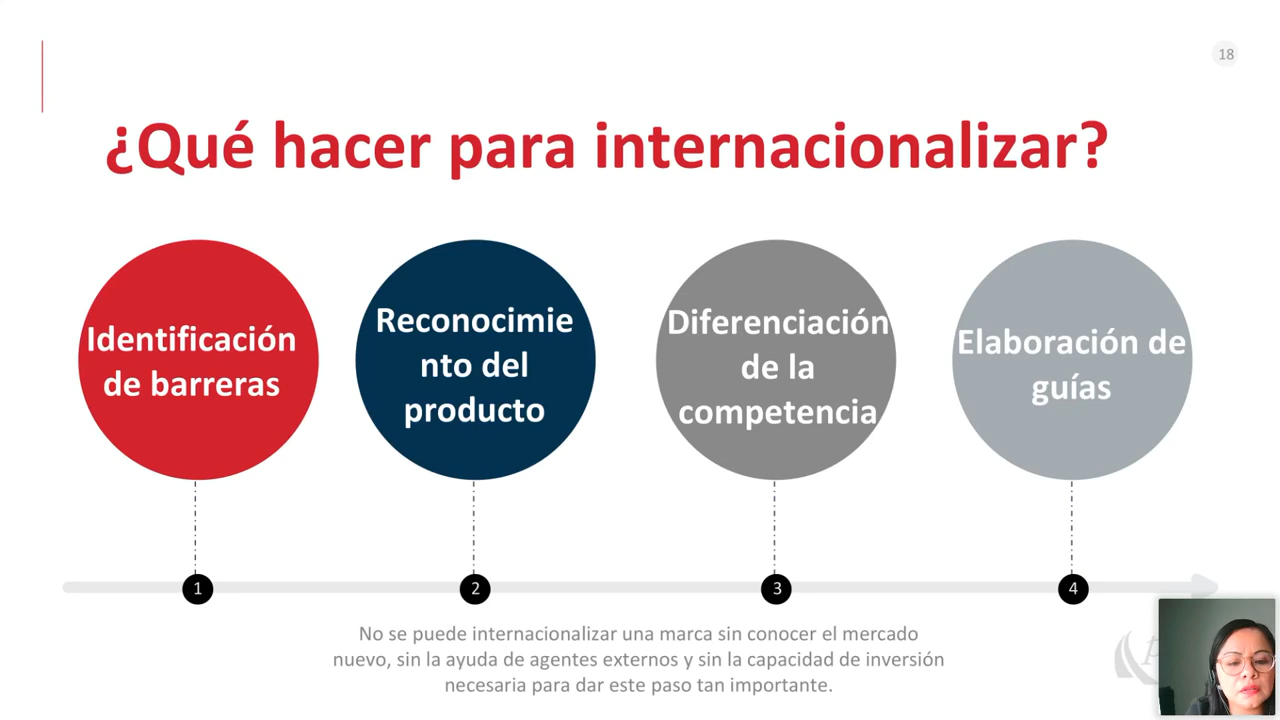 18
¿Qué hacer para internacionalizar?
Identificación
de barreras
Reconocimie
nto del
producto
Diferenciación
de la
competencia
Elaboración de
guías
1
2
3
4
No se puede internacionalizar una marca sin conocer el mercado
nuevo, sin la ayuda de agentes externos y sin la capacidad de inversión
necesaria para dar este paso tan importante.